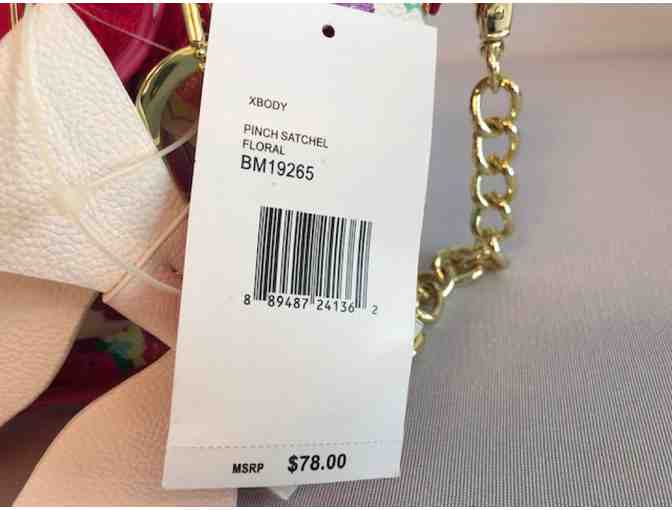 XBODY
PINCH SATCHEL
FLORAL
BM19265
8 89487 24136 2
MSRP $78.00